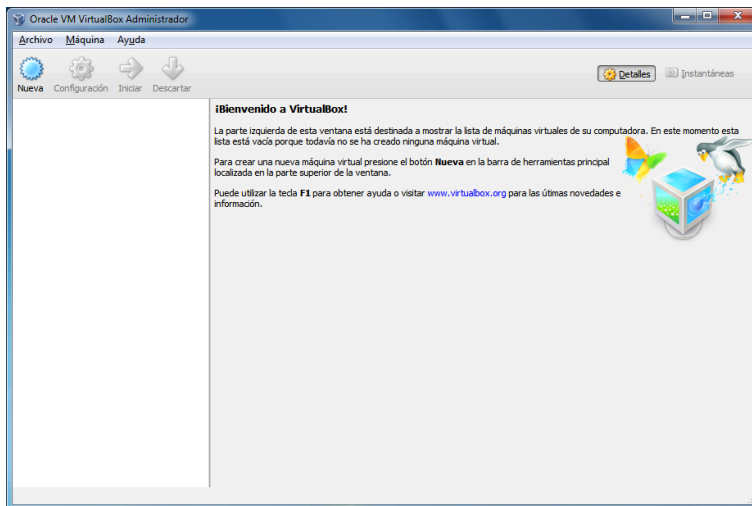 Oracle VM VirtualBox Administrador
Archivo Máquina Ayuda
Nueva Configuración Iniciar Descartar
Detalles Instantáneas
¡Bienvenido a VirtualBox!
La parte izquierda de esta ventana está destinada a mostrar la lista de máquinas virtuales de su computadora. En este momento esta
lista está vacía porque todavía no se ha creado ninguna máquina virtual.
Para crear una nueva máquina virtual presione el botón Nueva en la barra de herramientas principal
localizada en la parte superior de la ventana.
Puede utilizar la tecla F1 para obtener ayuda o visitar www.virtualbox.org para las útimas novedades e
información.